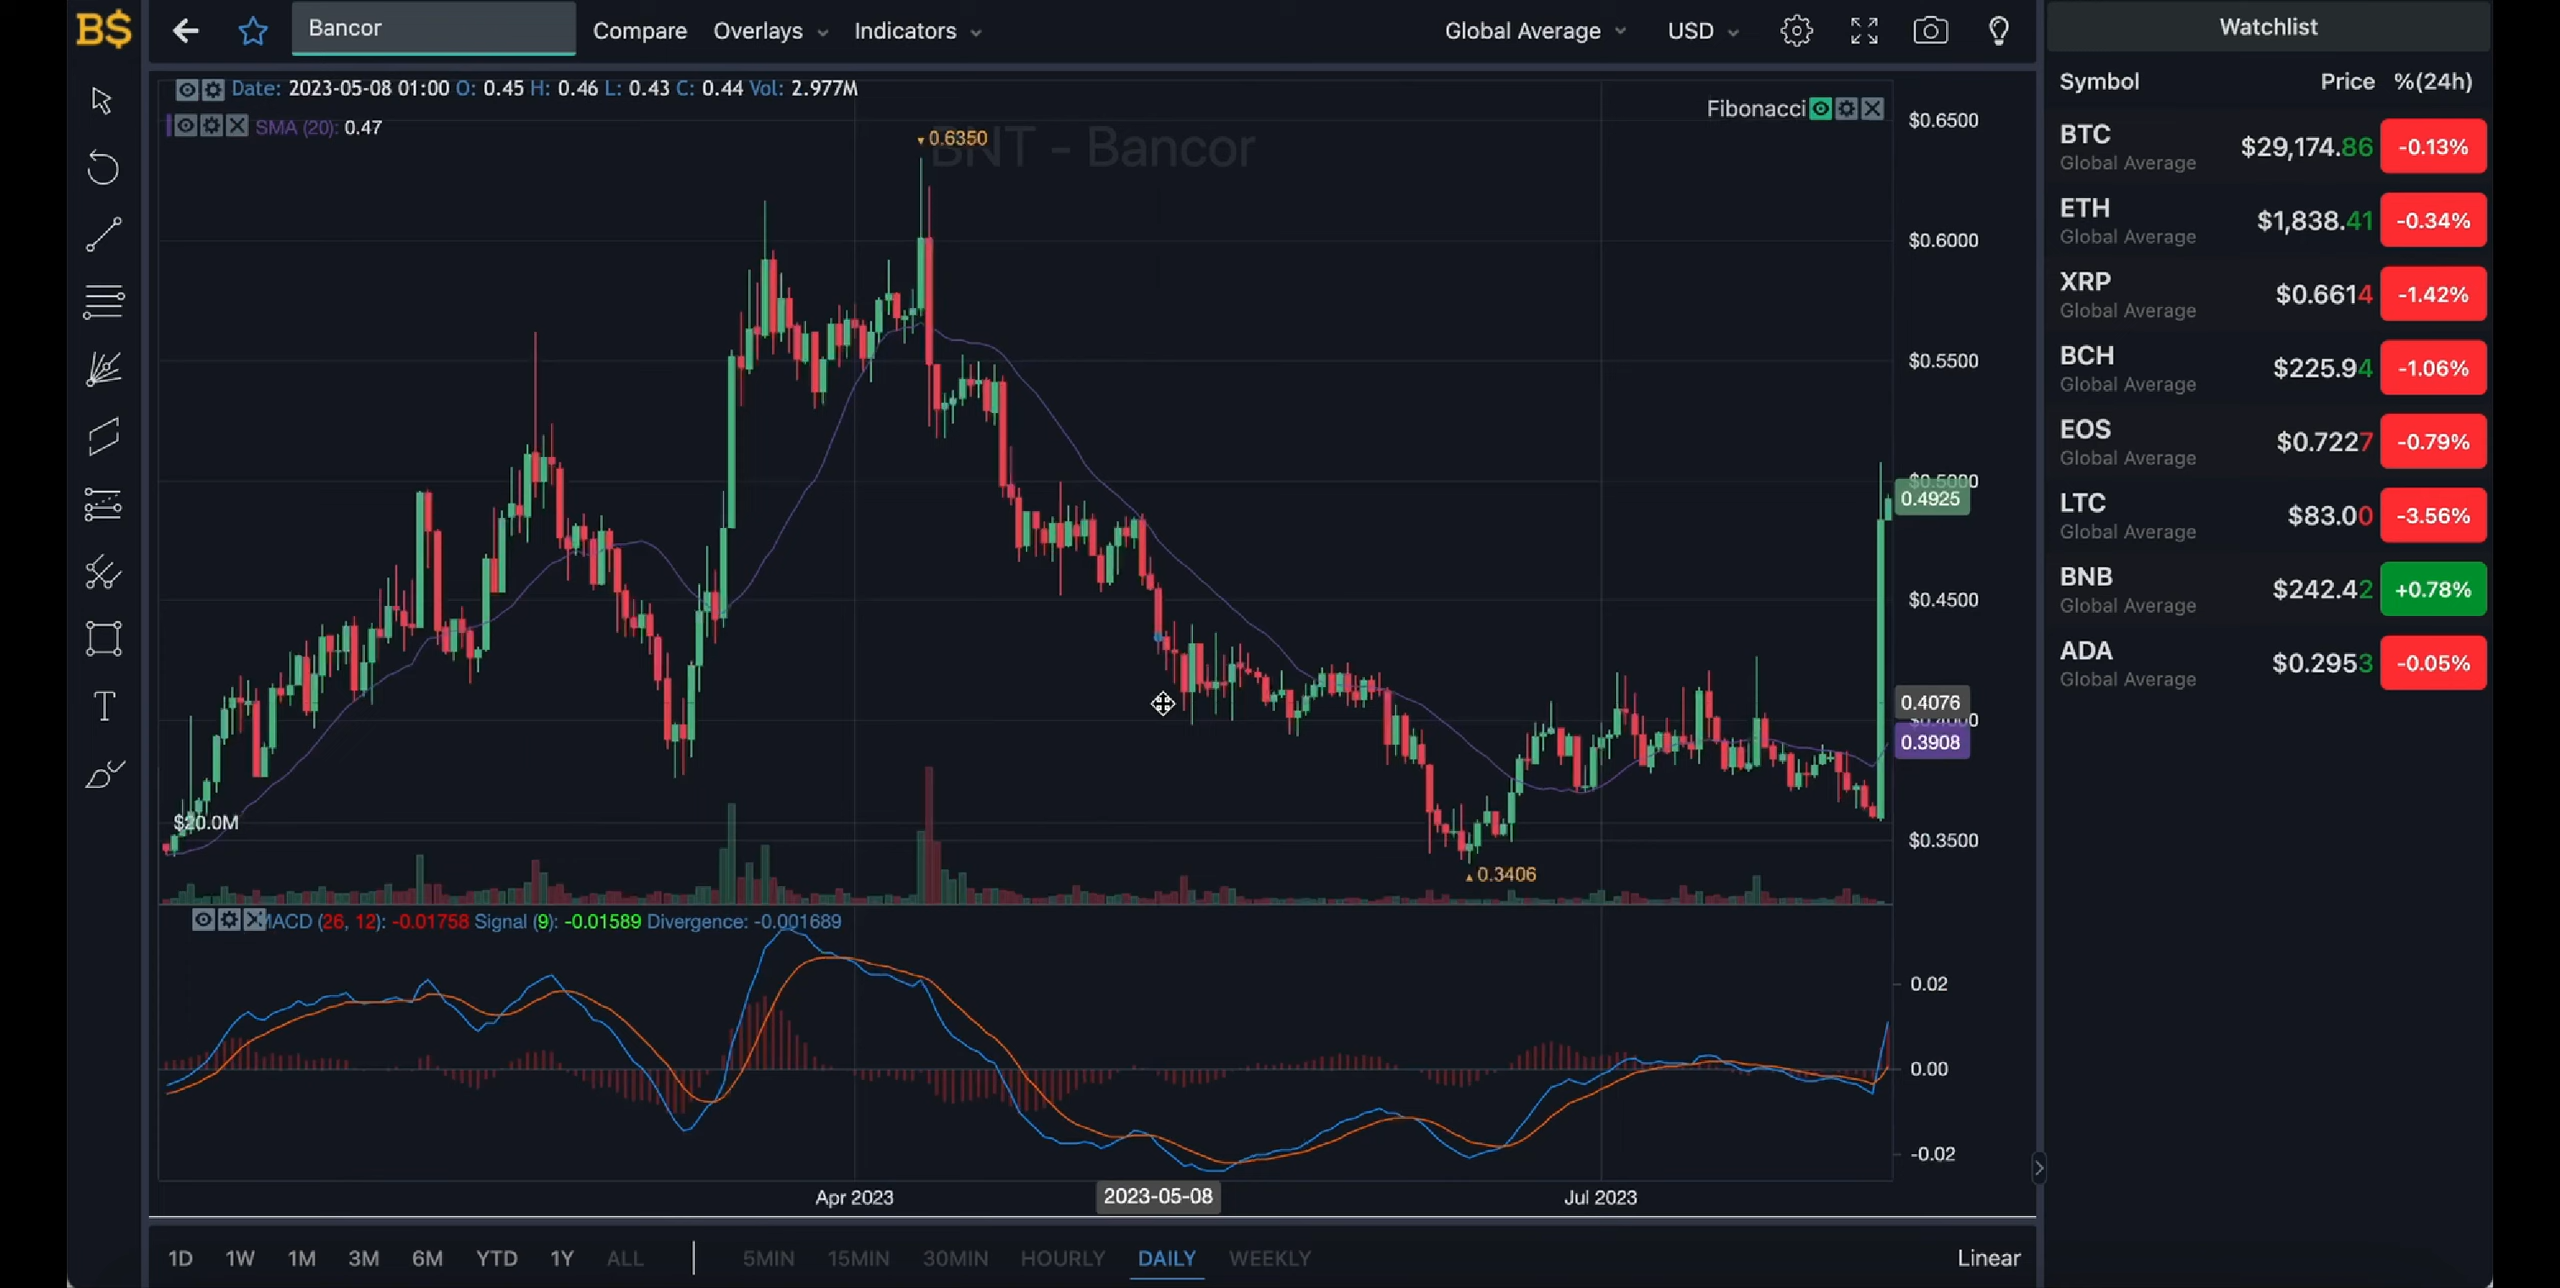 B$
Bancor
Compare
Overlays
Indicators
Global Average
USD
Date: 2023-05-08 01:00 O: 0.45 H: 0.46 L: 0.43 C: 0.44 Vol: 2.977M
SMA (20): 0.47
Fibonacci
BNT - Bancor
0.6350
$0.6500
$0.6000
$0.5500
$0.5000
0.4925
$0.4500
0.4076
$0.4000
0.3908
$0.3500
$20.0M
0.3406
MACD (26, 12): -0.01758 Signal (9): -0.01589 Divergence: -0.001689
0.02
0.00
-0.02
Apr 2023
2023-05-08
Jul 2023
1D 1W 1M 3M 6M YTD 1Y ALL
5MIN 15MIN 30MIN HOURLY DAILY WEEKLY
Linear
Watchlist
Symbol Price %(24h)
BTC $29,174.86 -0.13%
Global Average
ETH $1,838.41 -0.34%
Global Average
XRP $0.6614 -1.42%
Global Average
BCH $225.94 -1.06%
Global Average
EOS $0.7227 -0.79%
Global Average
LTC $83.00 -3.56%
Global Average
BNB $242.42 +0.78%
Global Average
ADA $0.2953 -0.05%
Global Average